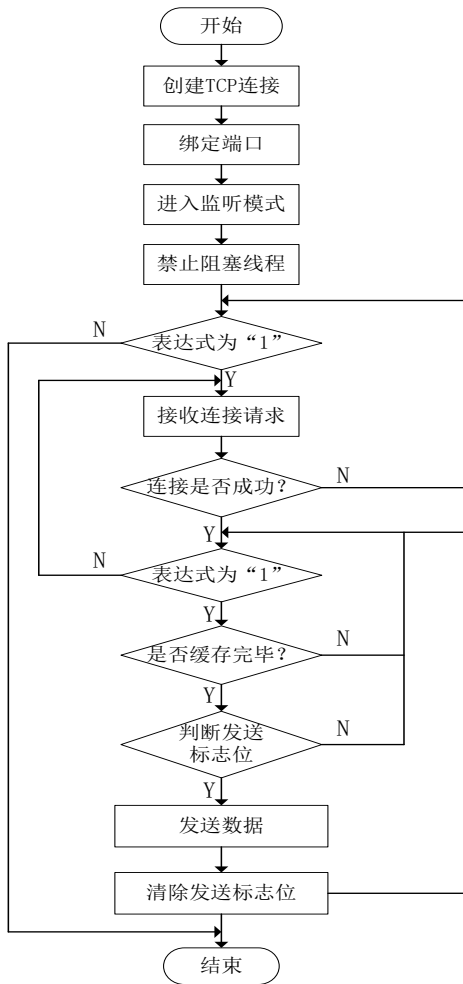 开始
创建TCP连接
绑定端口
进入监听模式
禁止阻塞线程
N
表达式为“1”
Y
接收连接请求
连接是否成功？
N
Y
N
表达式为“1”
Y
是否缓存完毕？
N
Y
判断发送
标志位
N
Y
发送数据
清除发送标志位
结束